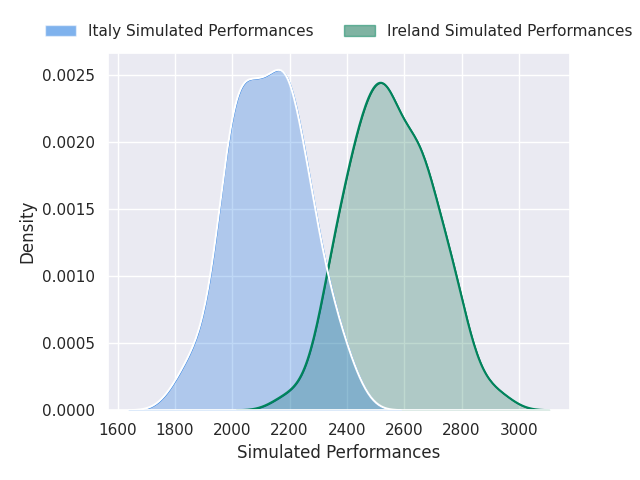 Italy Simulated Performances Ireland Simulated Performances
0.0025
0.0020
0.0015
0.0010
0.0005
0.0000
Density
1600 1800 2000 2200 2400 2600 2800 3000
Simulated Performances